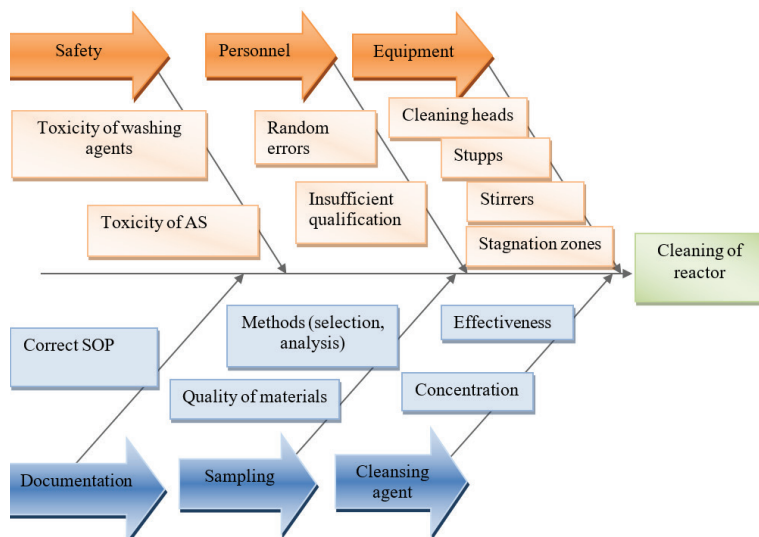 Safety
Personnel
Equipment
Toxicity of washing
agents
Random
errors
Cleaning heads
Stupps
Insufficient
qualification
Stirrers
Toxicity of AS
Stagnation zones
Cleaning of
reactor
Correct SOP
Methods (selection,
analysis)
Effectiveness
Quality of materials
Concentration
Documentation
Sampling
Cleansing
agent